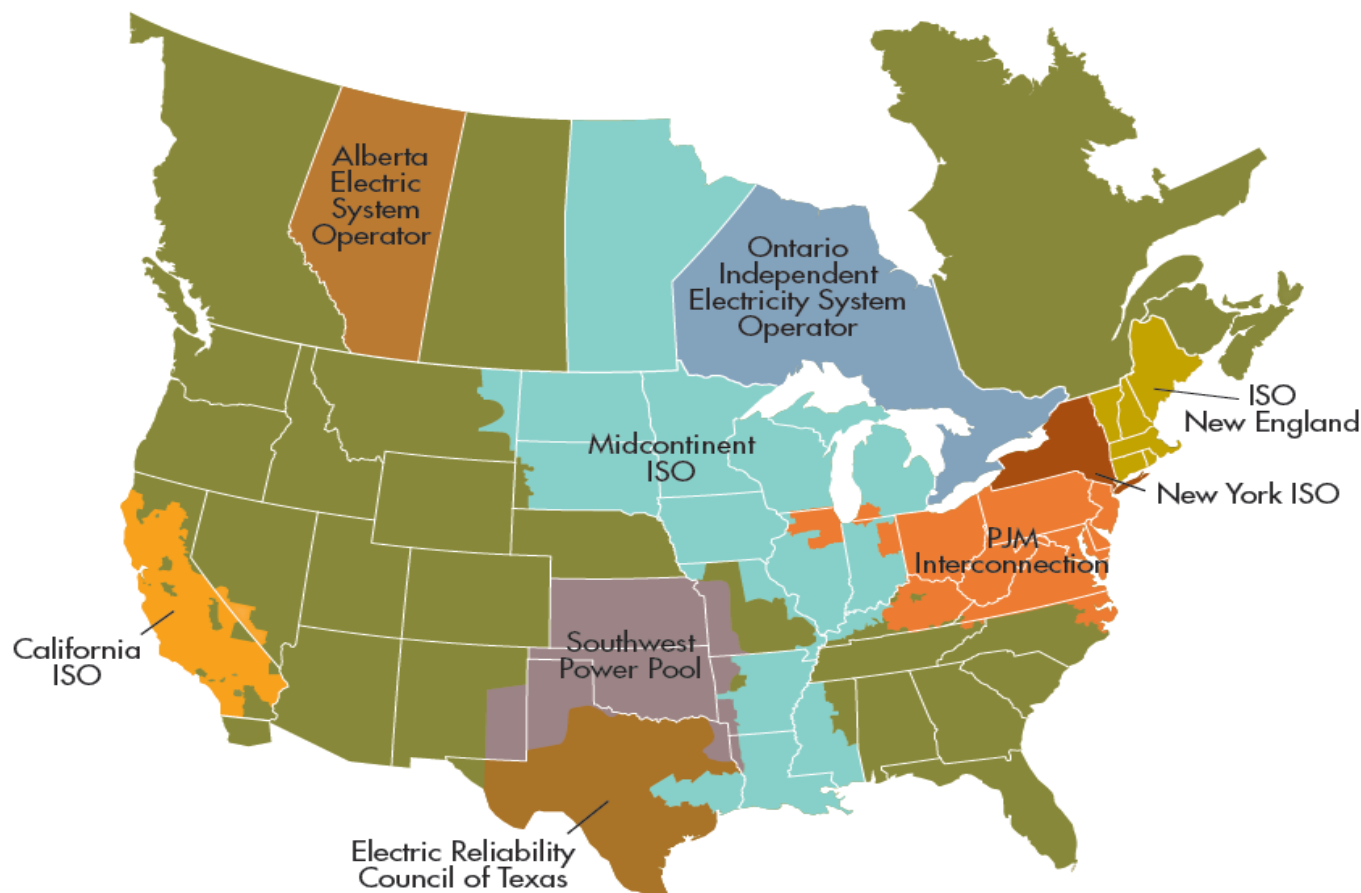 Alberta
Electric
System
Operator
Ontario
Independent
Electricity System
Operator
ISO
New England
Midcontinent
ISO
New York ISO
PJM
Interconnection
California
ISO
Southwest
Power Pool
Electric Reliability
Council of Texas